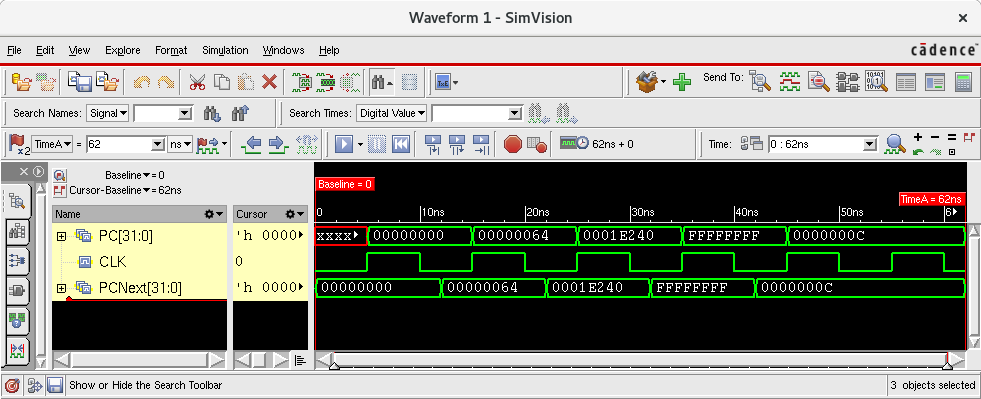 Waveform 1 - SimVision
File Edit View Explore Format Simulation Windows Help cādence
Send To:
Search Names: Signal Search Times: Digital Value
x2 TimeA = 62 ns 62ns + 0 Time: 0 : 62ns
Baseline = 0
Cursor-Baseline = 62ns
Baseline = 0
TimeA = 62ns
Name Cursor 0 10ns 20ns 30ns 40ns 50ns 6
PC[31:0] 'h 0000 xxxx 00000000 00000064 0001E240 FFFFFFFF 0000000C
CLK 0
PCNext[31:0] 'h 0000 00000000 00000064 0001E240 FFFFFFFF 0000000C
Show or Hide the Search Toolbar 3 objects selected